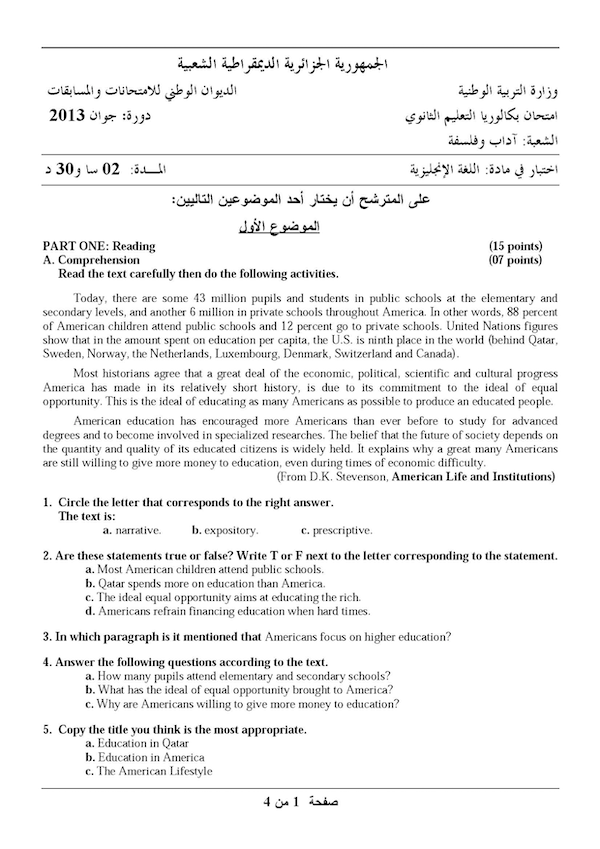 الجمهورية الجزائرية الديمقراطية الشعبية
وزارة التربية الوطنية الديوان الوطني للامتحانات والمسابقات
امتحان بكالوريا التعليم الثانوي دورة: جوان 2013
الشعبة: آداب وفلسفة
اختبار في مادة: اللغة الإنجليزية المـــدة: 02 سا و30 د
على المترشح أن يختار أحد الموضوعين التاليين:
الموضوع الأول
PART ONE: Reading (15 points)
A. Comprehension (07 points)
Read the text carefully then do the following activities.
Today, there are some 43 million pupils and students in public schools at the elementary and
secondary levels, and another 6 million in private schools throughout America. In other words, 88 percent
of American children attend public schools and 12 percent go to private schools. United Nations figures
show that in the amount spent on education per capita, the U.S. is ninth place in the world (behind Qatar,
Sweden, Norway, the Netherlands, Luxembourg, Denmark, Switzerland and Canada).
Most historians agree that a great deal of the economic, political, scientific and cultural progress
America has made in its relatively short history, is due to its commitment to the ideal of equal
opportunity. This is the ideal of educating as many Americans as possible to produce an educated people.
American education has encouraged more Americans than ever before to study for advanced
degrees and to become involved in specialized researches. The belief that the future of society depends on
the quantity and quality of its educated citizens is widely held. It explains why a great many Americans
are still willing to give more money to education, even during times of economic difficulty.
(From D.K. Stevenson, American Life and Institutions)
1. Circle the letter that corresponds to the right answer.
The text is:
a. narrative. b. expository. c. prescriptive.
2. Are these statements true or false? Write T or F next to the letter corresponding to the statement.
a. Most American children attend public schools.
b. Qatar spends more on education than America.
c. The ideal equal opportunity aims at educating the rich.
d. Americans refrain financing education when hard times.
3. In which paragraph is it mentioned that Americans focus on higher education?
4. Answer the following questions according to the text.
a. How many pupils attend elementary and secondary schools?
b. What has the ideal of equal opportunity brought to America?
c. Why are Americans willing to give more money to education?
5. Copy the title you think is the most appropriate.
a. Education in Qatar
b. Education in America
c. The American Lifestyle
صفحة 1 من 4